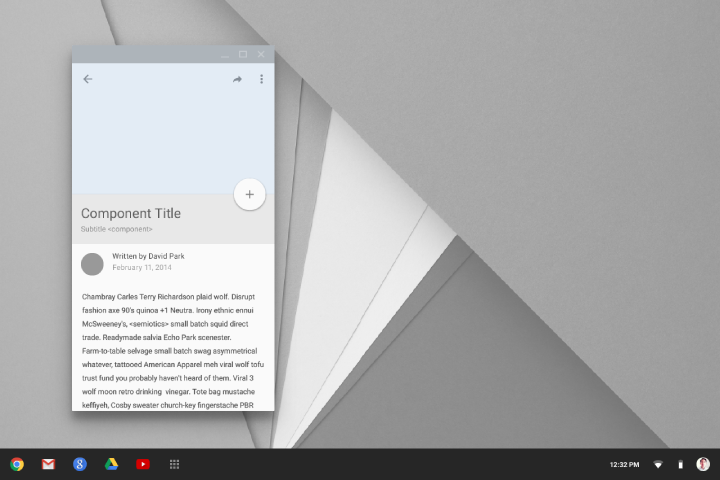 Component Title
Subtitle <component>
Written by David Park
February 11, 2014
Chambray Carles Terry Richardson plaid wolf. Disrupt
fashion axe 90's quinoa +1 Neutra. Irony ethnic ennui
McSweeney's, <semiotics> small batch squid direct
trade. Readymade salvia Echo Park scenester.
Farm-to-table selvage small batch swag asymmetrical
whatever, tattooed American Apparel meh viral wolf tofu
trust fund you probably haven't heard of them. Viral 3
wolf moon retro drinking  vinegar. Tote bag mustache
keffiyeh, Cosby sweater church-key fingerstache PBR
8
12:32 PM